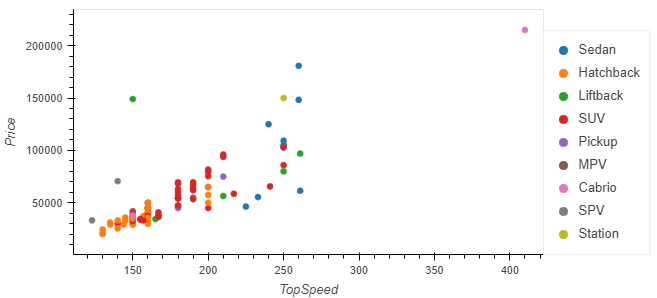 200000
150000
100000
50000
Price
150
200
250
300
350
400
TopSpeed
Sedan
Hatchback
Liftback
SUV
Pickup
MPV
Cabrio
SPV
Station